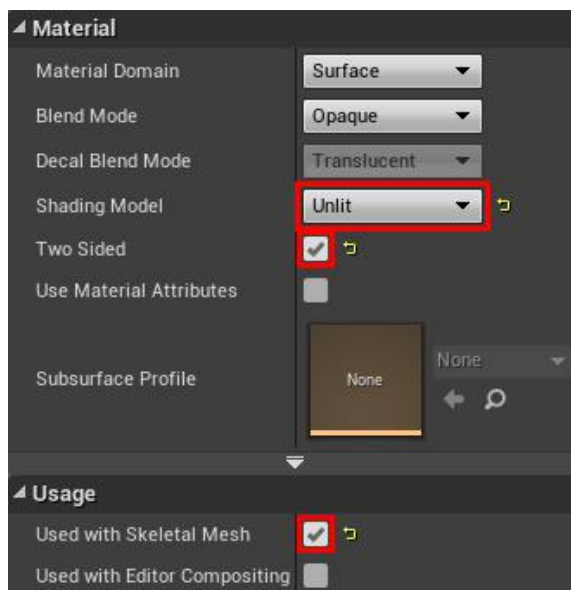 Material
Material Domain Surface
Blend Mode Opaque
Decal Blend Mode Translucent
Shading Model Unlit
Two Sided
Use Material Attributes
Subsurface Profile None None
Usage
Used with Skeletal Mesh
Used with Editor Compositing